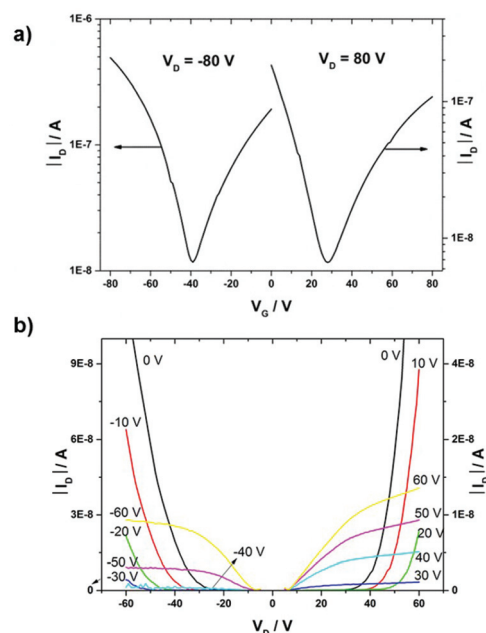 a)
1E-6
1E-7
1E-8
|I_D| / A
V_D = -80 V
V_D = 80 V
1E-7
1E-8
|I_D| / A
-80 -60 -40 -20 0 20 40 60 80
V_G / V
b)
9E-8
6E-8
3E-8
0
|I_D| / A
0 V
-10 V
-60 V
-20 V
-50 V
-30 V
-40 V
0 V
10 V
60 V
50 V
20 V
40 V
30 V
4E-8
2E-8
1E-8
0
|I_D| / A
-60 -40 -20 0 20 40 60
V_D / V